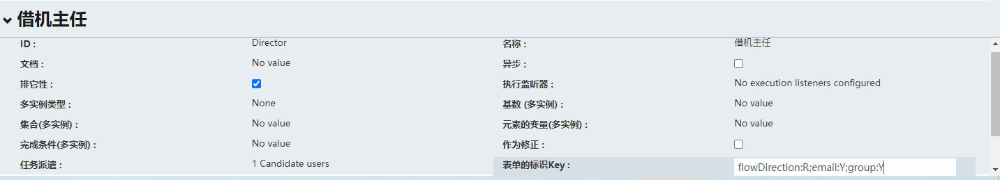 借机主任
ID : Director 名称 : 借机主任
文档 : No value 异步 :
排它性 : 执行监听器 : No execution listeners configured
多实例类型 : None 基数 (多实例) : No value
集合(多实例) : No value 元素的变量(多实例) : No value
完成条件(多实例) : No value 作为修正 :
任务派遣 : 1 Candidate users 表单的标识Key : flowDirection:R;email:Y;group:Y